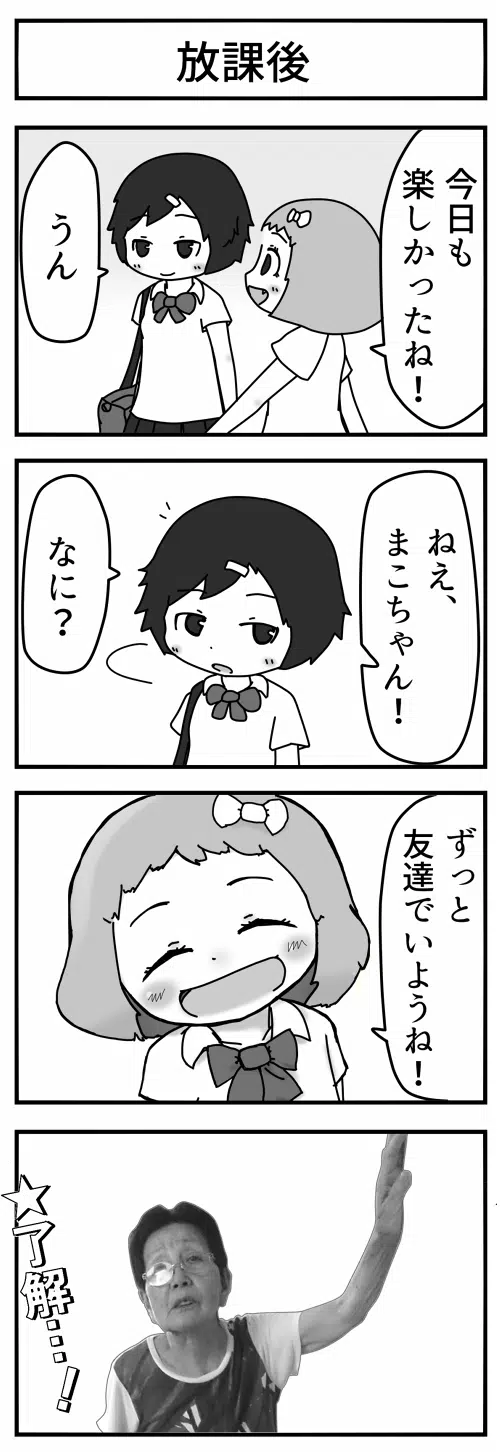 放課後
今日も
楽しかったね！
うん
ねえ、
まこちゃん！
なに？
ずっと
友達でいようね！
★了解…！